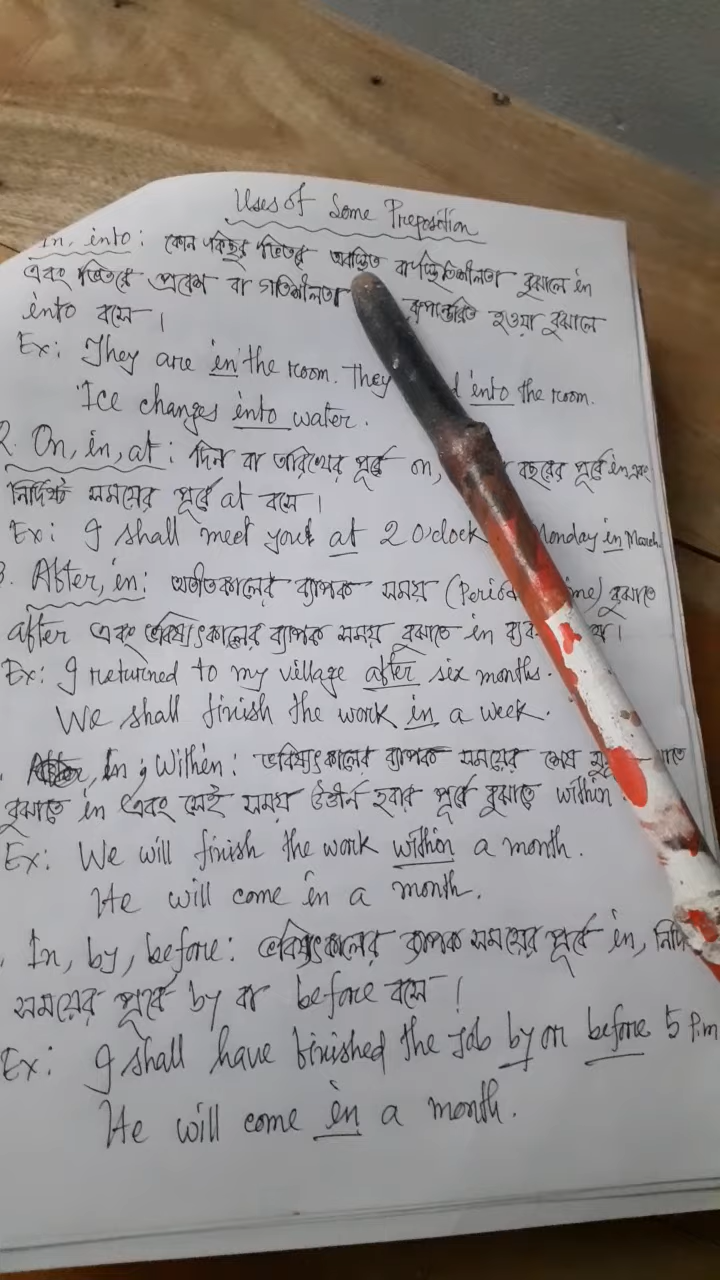 Uses of Some Preposition
In, into: কোন কিছুর ভিতরে অবস্থিত বা স্থিতিশীলতা বুঝালে in
এবং ভিতরে প্রবেশ বা গতিশীলতা রূপান্তরিত হওয়া বুঝালে
into বসে।
Ex: They are in the room. They into the room.
Ice changes into water.
2. On, in, at: দিন বা তারিখের পূর্বে on, বছরের পূর্বে in এবং
নির্দিষ্ট সময়ের পূর্বে at বসে।
Ex: I shall meet you at 2 O'clock Monday in March.
3. After, in: অতীতকালের ব্যাপক সময় (Period ime) বুঝাতে
after এবং ভবিষ্যৎকালের ব্যাপক সময় বুঝাতে in
Ex: I returned to my village after six months.
We shall finish the work in a week.
In, Within: ভবিষ্যৎকালের ব্যাপক সময়ের শেষ
বুঝাতে in এবং সেই সময় উত্তীর্ন হবার পূর্বে বুঝাতে within
Ex: We will finish the work within a month.
He will come in a month.
In, by, before: ভবিষ্যৎকালের ব্যাপক সময়ের পূর্বে in,
সময়ের পূর্বে by বা before বসে।
Ex: I shall have finished the job by or before 5 P.m
He will come in a month.